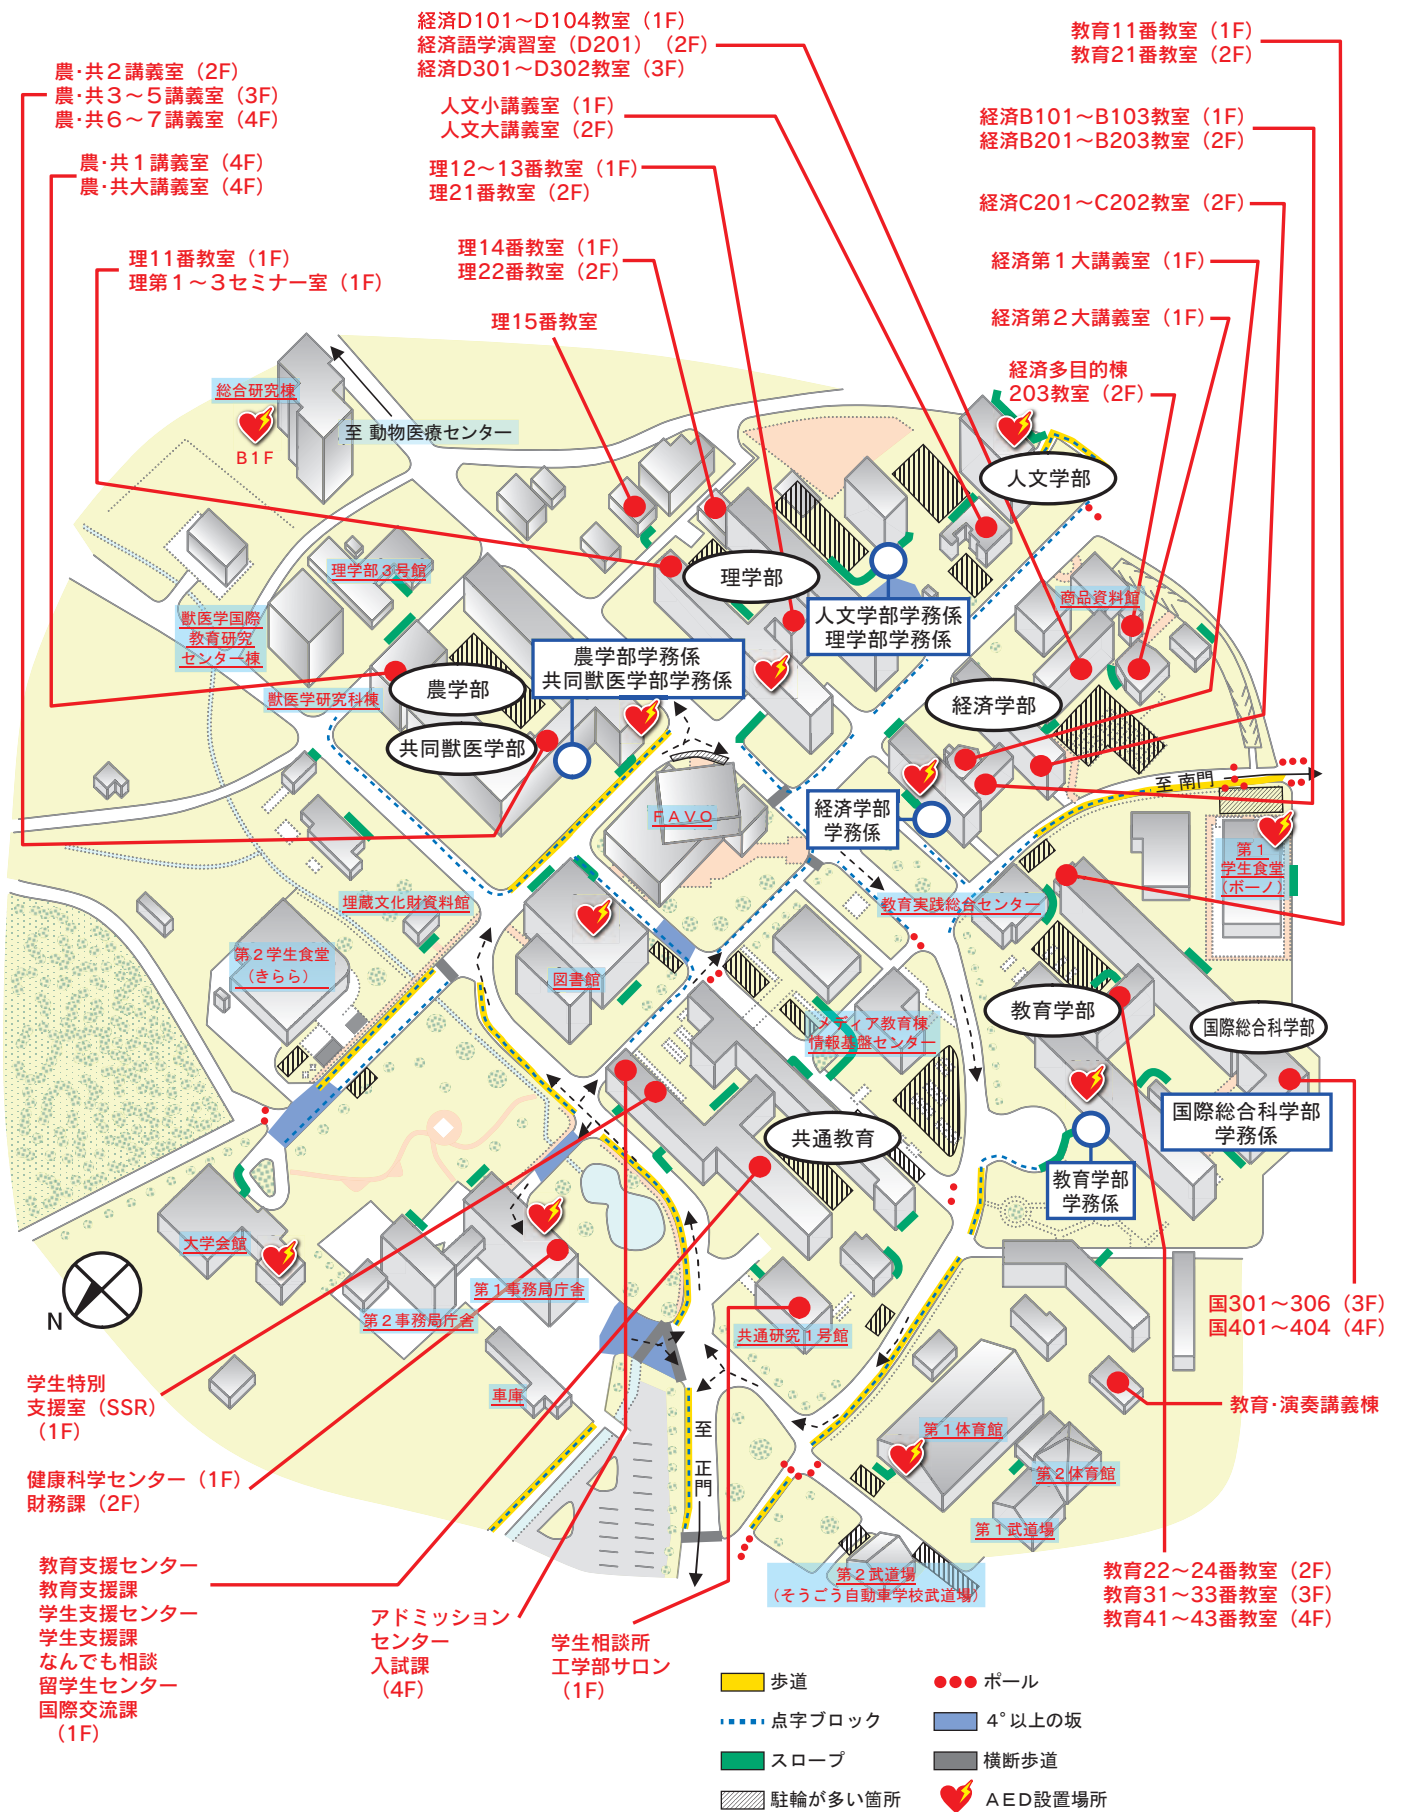 経済D101～D104教室（1F）
経済語学演習室（D201）（2F）
経済D301～D302教室（3F）
教育11番教室（1F）
教育21番教室（2F）
農・共２講義室（2F）
農・共３～５講義室（3F）
農・共６～７講義室（4F）
人文小講義室（1F）
人文大講義室（2F）
経済B101～B103教室（1F）
経済B201～B203教室（2F）
農・共１講義室（4F）
農・共大講義室（4F）
理12～13番教室（1F）
理21番教室（2F）
経済C201～C202教室（2F）
理11番教室（1F）
理第１～３セミナー室（1F）
理14番教室（1F）
理22番教室（2F）
経済第１大講義室（1F）
理15番教室
経済第２大講義室（1F）
経済多目的棟
203教室（2F）
総合研究棟
B1F
至 動物医療センター
人文学部
理学部３号館
理学部
商品資料館
獣医学国際
教育研究
センター棟
人文学部学務係
理学部学務係
農学部学務係
共同獣医学部学務係
獣医学研究科棟
農学部
経済学部
共同獣医学部
至 南門
FAVO
経済学部
学務係
第１
学生食堂
（ボーノ）
埋蔵文化財資料館
教育実践総合センター
第２学生食堂
（きらら）
図書館
教育学部
国際総合科学部
メディア教育棟
情報基盤センター
共通教育
国際総合科学部
学務係
教育学部
学務係
大学会館
第１事務局庁舎
第２事務局庁舎
N
共通研究１号館
国301～306（3F）
国401～404（4F）
学生特別
支援室（SSR）
（1F）
車庫
至
正門
教育・演奏講義棟
第１体育館
第２体育館
健康科学センター（1F）
財務課（2F）
第１武道場
第２武道場
（そうごう自動車学校武道場）
教育支援センター
教育支援課
学生支援センター
学生支援課
なんでも相談
留学生センター
国際交流課
（1F）
アドミッション
センター
入試課
（4F）
学生相談所
工学部サロン
（1F）
教育22～24番教室（2F）
教育31～33番教室（3F）
教育41～43番教室（4F）
歩道
ポール
点字ブロック
4°以上の坂
スロープ
横断歩道
駐輪が多い箇所
AED設置場所